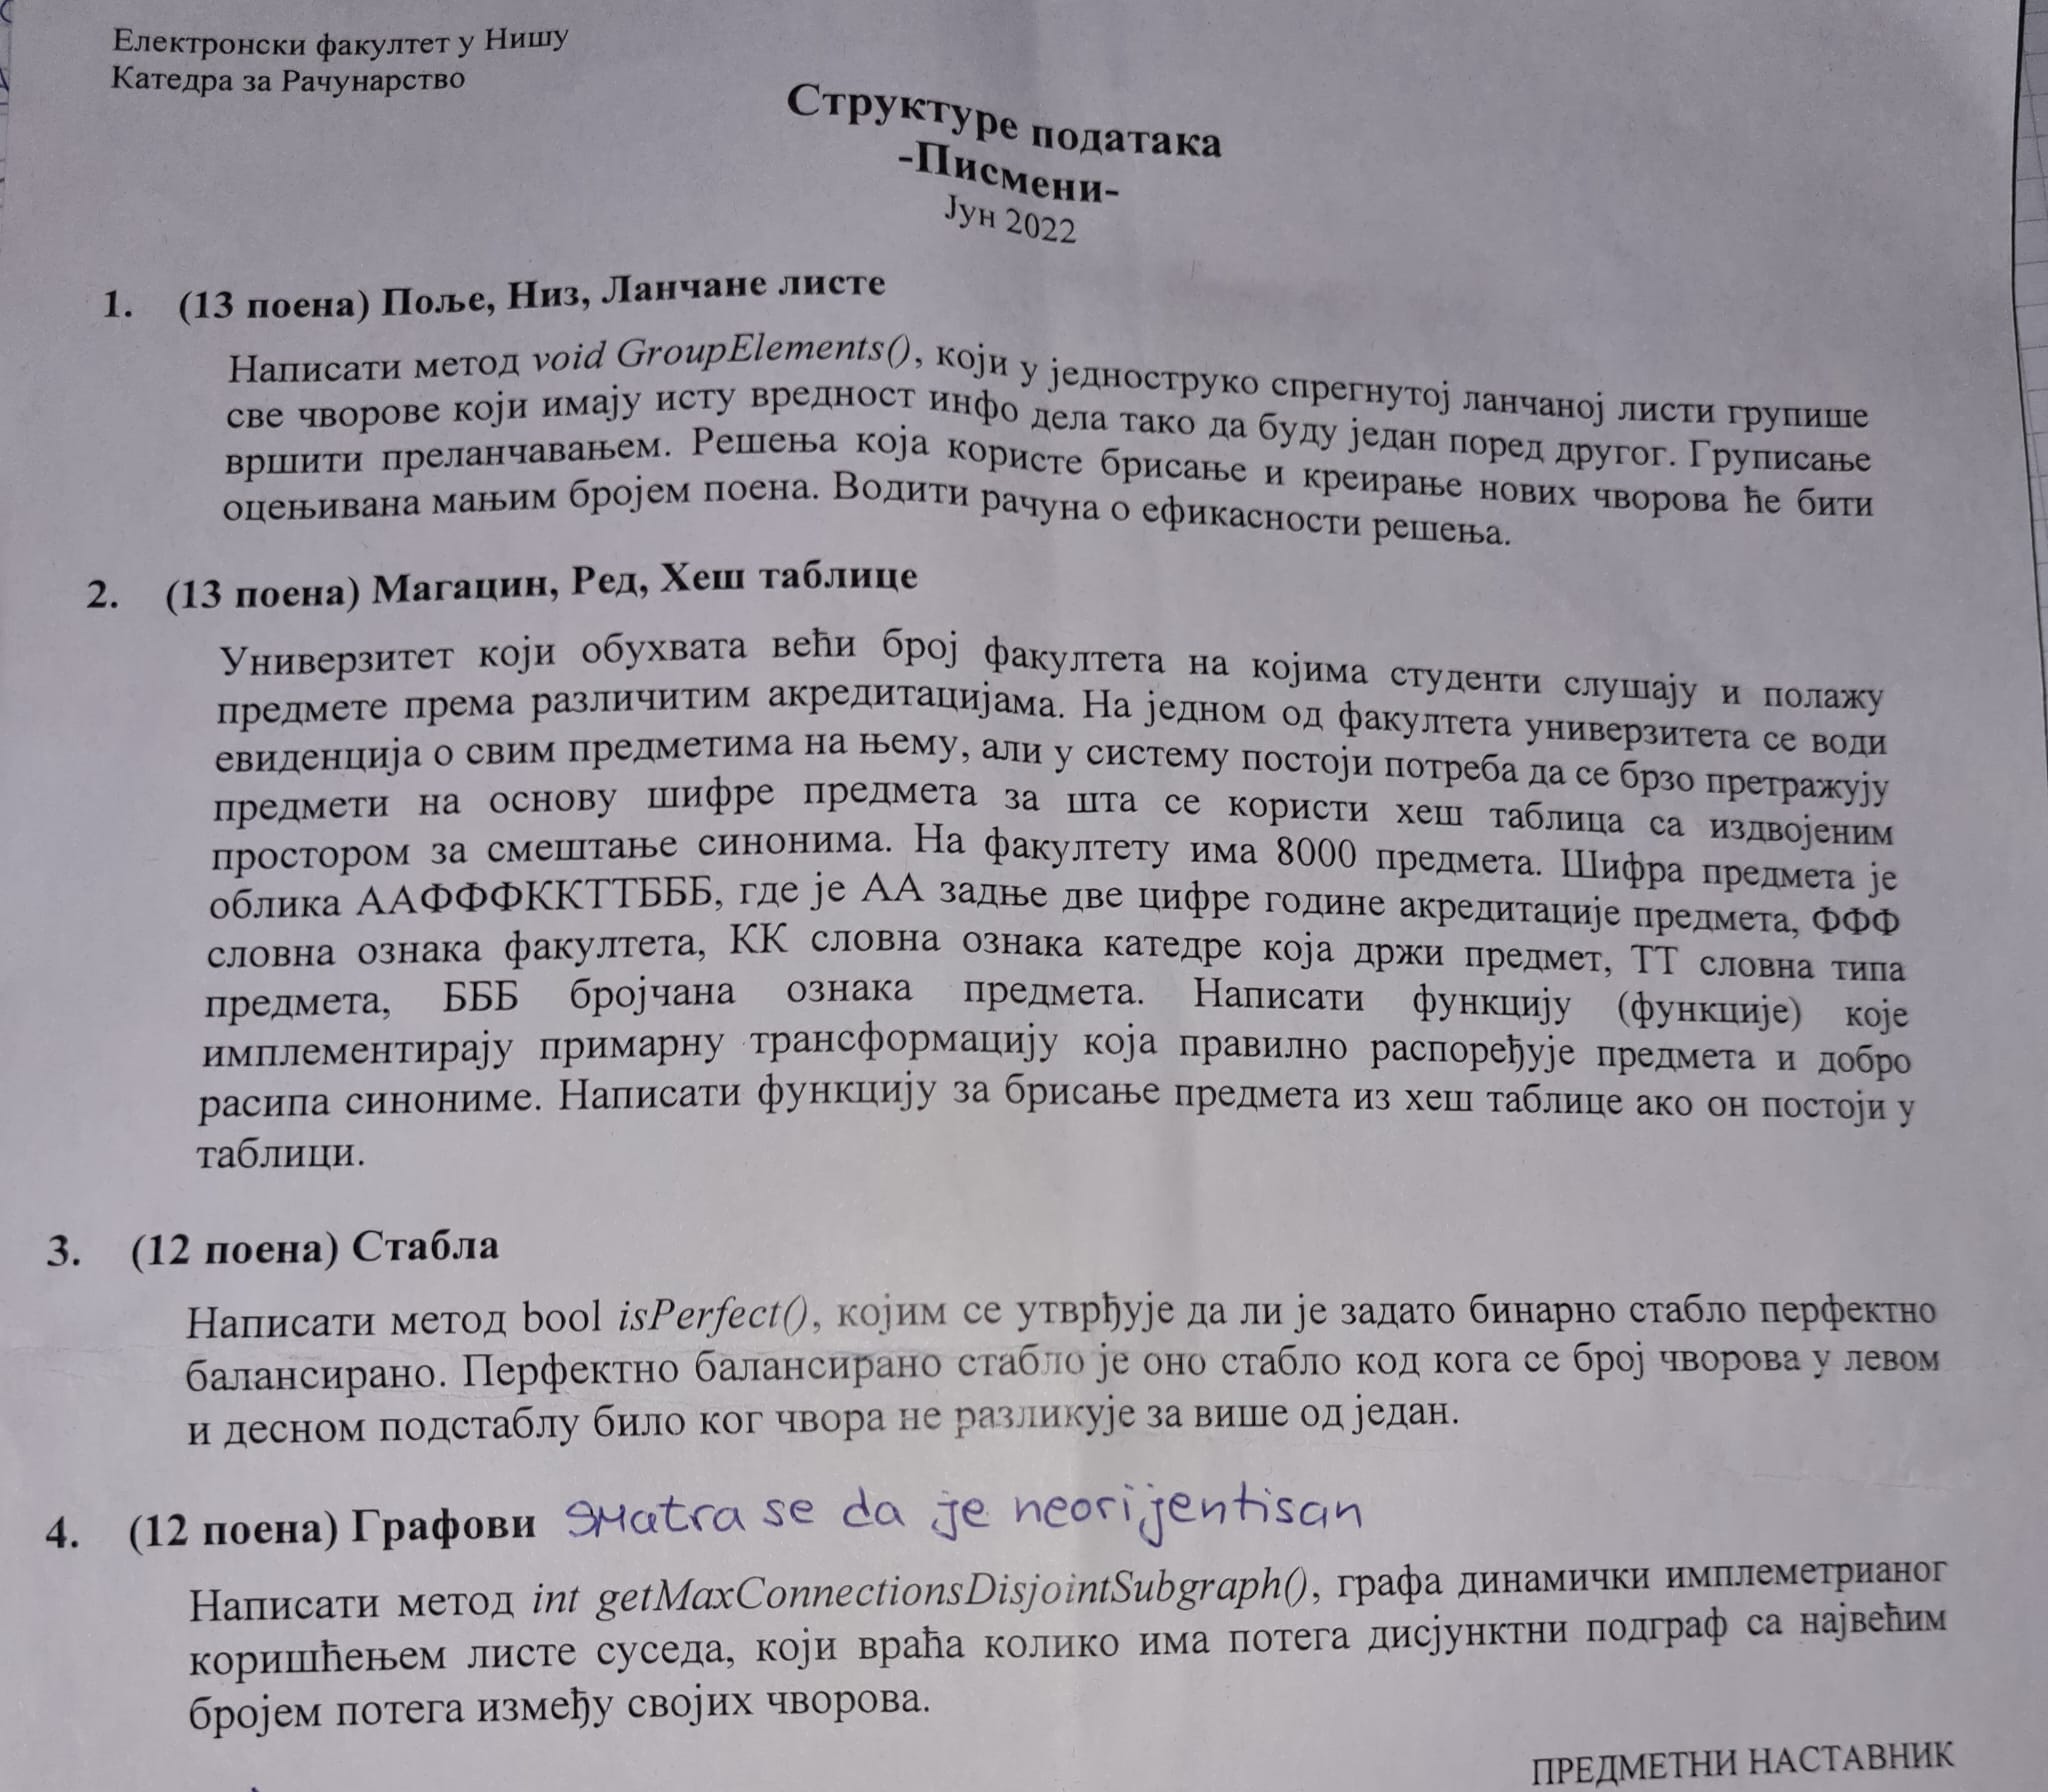 Електронски факултет у Нишу
Катедра за Рачунарство
Структуре података
-Писмени-
Јун 2022
1. (13 поена) Поље, Низ, Ланчане листе
Написати метод void GroupElements(), који у једноструко спрегнутој ланчаној листи групише
све чворове који имају исту вредност инфо дела тако да буду један поред другог. Груписање
вршити преланчавањем. Решења која користе брисање и креирање нових чворова ће бити
оцењивана мањим бројем поена. Водити рачуна о ефикасности решења.
2. (13 поена) Магацин, Ред, Хеш таблице
Универзитет који обухвата већи број факултета на којима студенти слушају и полажу
предмете према различитим акредитацијама. На једном од факултета универзитета се води
евиденција о свим предметима на њему, али у систему постоји потреба да се брзо претражују
предмети на основу шифре предмета за шта се користи хеш таблица са издвојеним
простором за смештање синонима. На факултету има 8000 предмета. Шифра предмета је
облика ААФФФККТТБББ, где је АА задње две цифре године акредитације предмета, ФФФ
словна ознака факултета, КК словна ознака катедре која држи предмет, ТТ словна типа
предмета, БББ бројчана ознака предмета. Написати функцију (функције) које
имплементирају примарну трансформацију која правилно распоређује предмета и добро
расипа синониме. Написати функцију за брисање предмета из хеш таблице ако он постоји у
таблици.
3. (12 поена) Стабла
Написати метод bool isPerfect(), којим се утврђује да ли је задато бинарно стабло перфектно
балансирано. Перфектно балансирано стабло је оно стабло код кога се број чворова у левом
и десном подстаблу било ког чвора не разликује за више од један.
4. (12 поена) Графови smatra se da je neorijentisan
Написати метод int getMaxConnectionsDisjointSubgraph(), графа динамички имплеметрианог
коришћењем листе суседа, који враћа колико има потега дисјунктни подграф са највећим
бројем потега између својих чворова.
ПРЕДМЕТНИ НАСТАВНИК